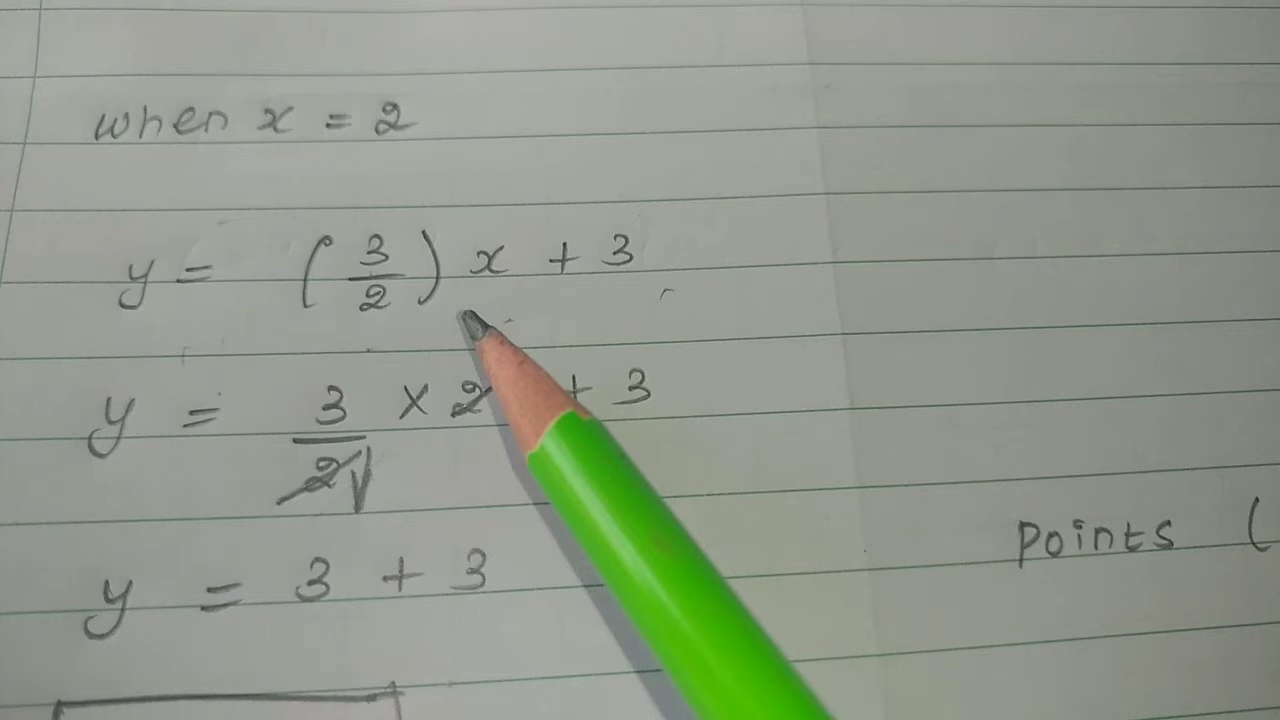 when x = 2
y = (3/2) x + 3
y = 3/2 × 2 + 3
Points (
y = 3 + 3